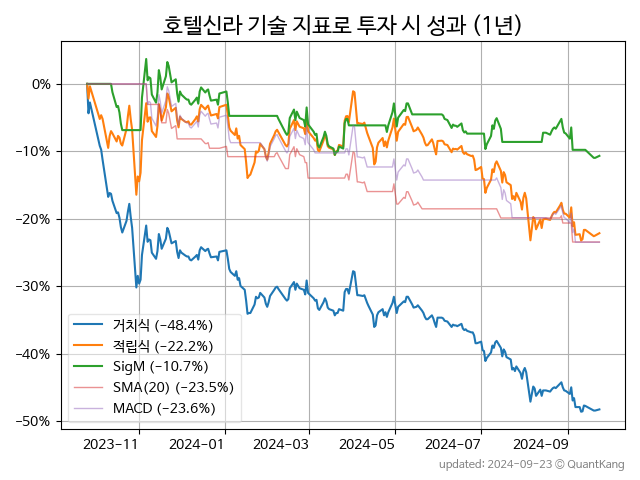 호텔신라 기술 지표로 투자 시 성과 (1년)
0%
−10%
−20%
−30%
−40%
−50%
거치식 (−48.4%)
적립식 (−22.2%)
SigM (−10.7%)
SMA(20) (−23.5%)
MACD (−23.6%)
2023−11 2024−01 2024−03 2024−05 2024−07 2024−09
updated: 2024−09−23 ⓒ QuantKang